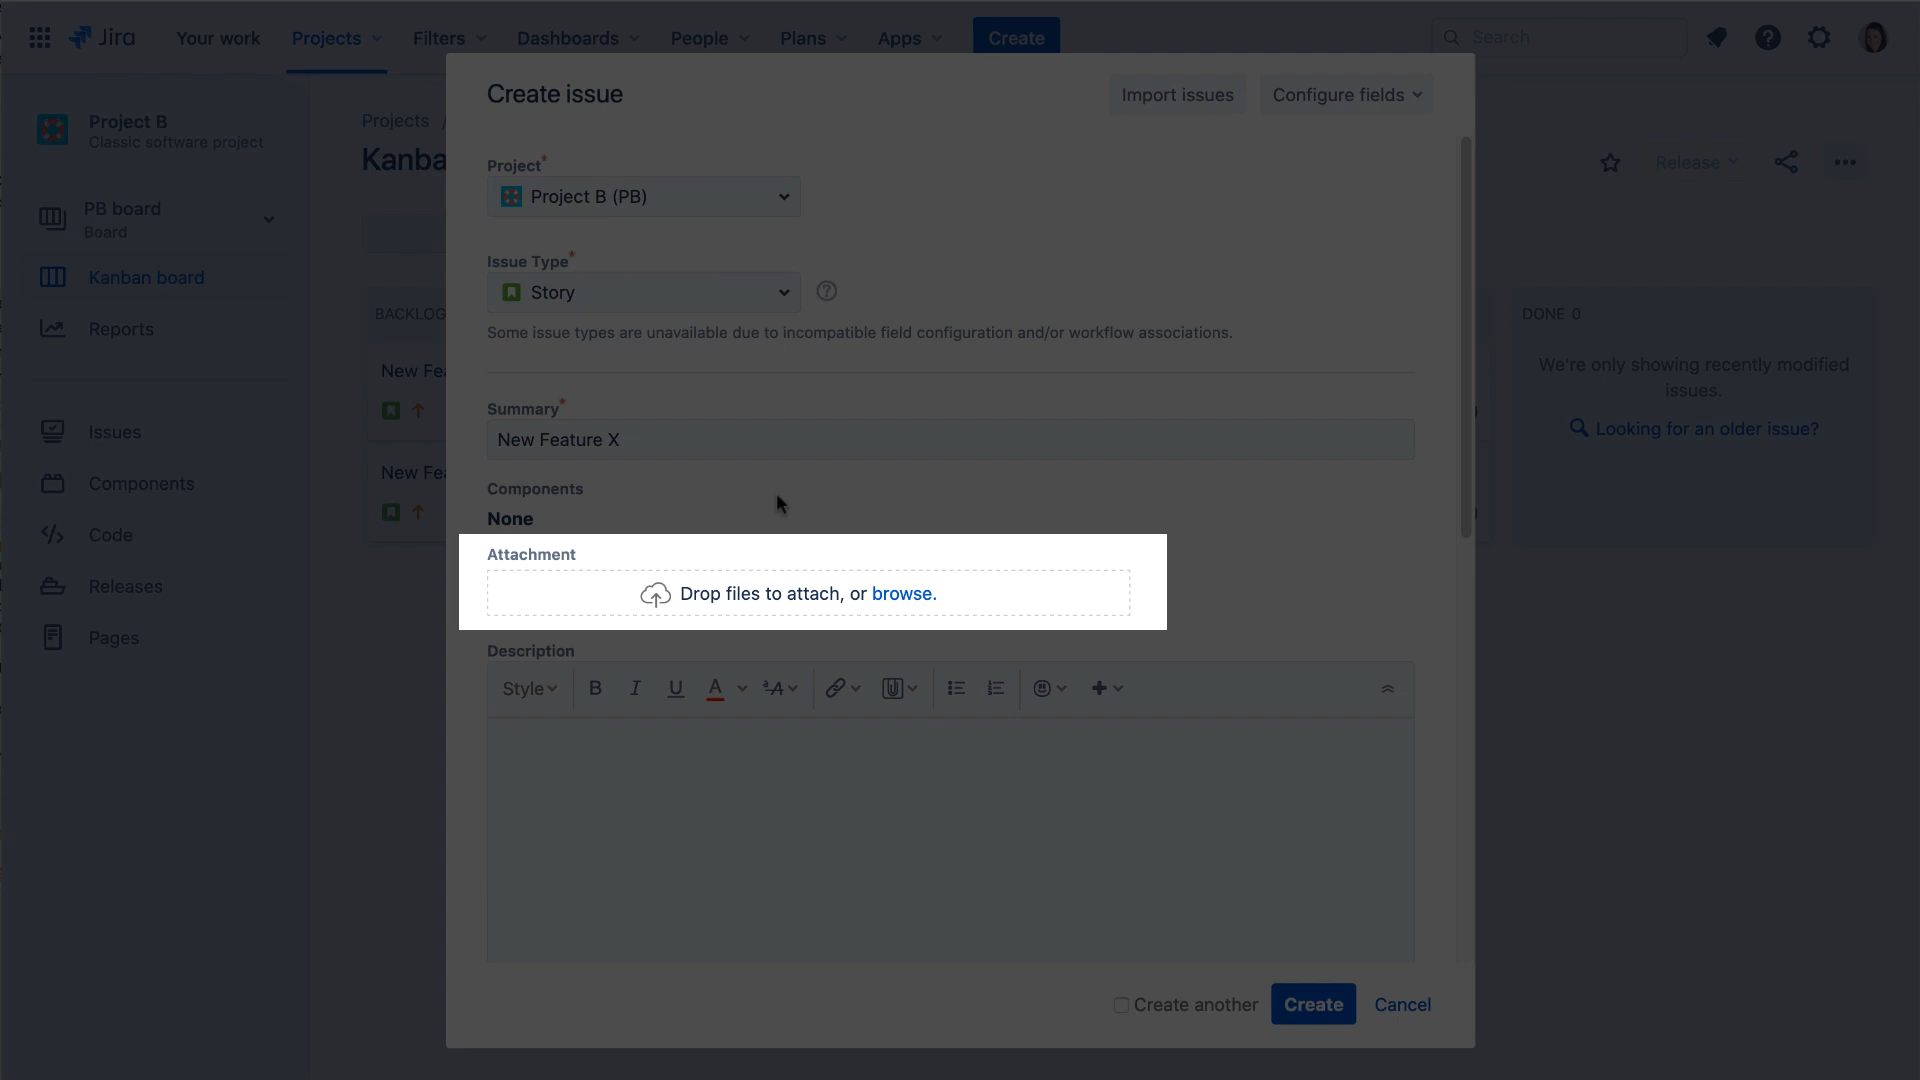 Jira
Your work
Projects
Filters
Dashboards
People
Plans
Apps
Create
Search
Project B
Classic software project
PB board
Board
Kanban board
Reports
Issues
Components
Code
Releases
Pages
Projects /
Kanba
Release
BACKLOG
New Fea
New Fea
DONE 0
We're only showing recently modified
issues.
Looking for an older issue?
Create issue
Import issues
Configure fields
Project*
Project B (PB)
Issue Type*
Story
Some issue types are unavailable due to incompatible field configuration and/or workflow associations.
Summary*
New Feature X
Components
None
Attachment
Drop files to attach, or browse.
Description
Style
B I U A ªA
Create another
Create
Cancel